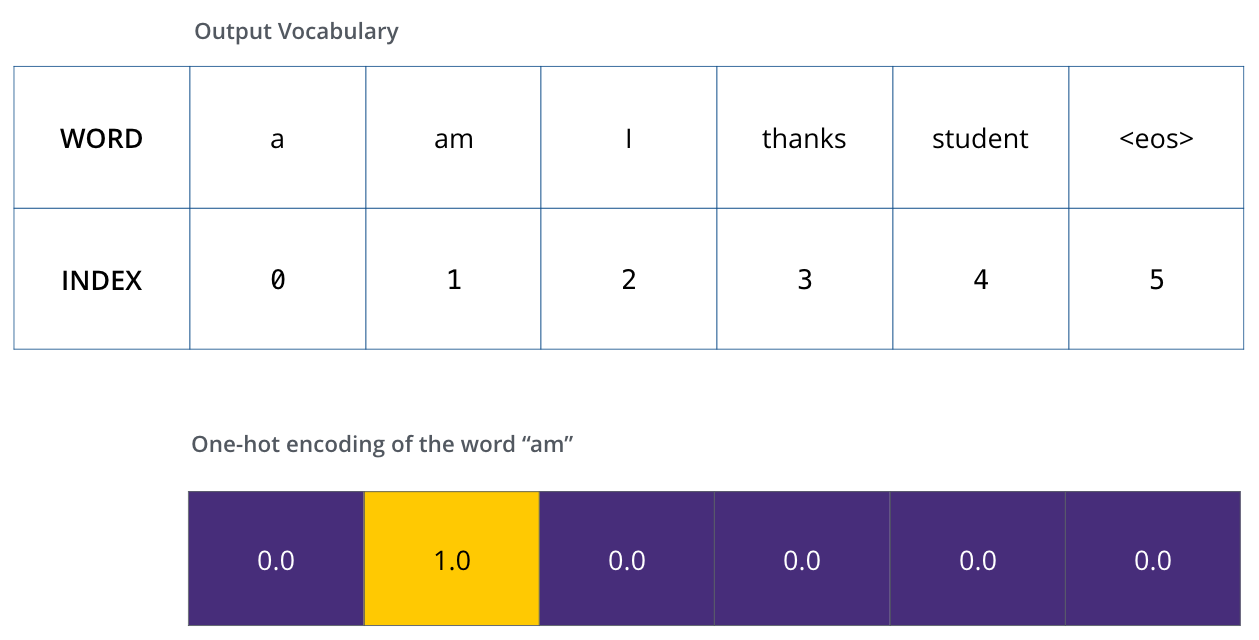 Output Vocabulary
WORD a am I thanks student <eos>
INDEX 0 1 2 3 4 5
One-hot encoding of the word “am”
0.0 1.0 0.0 0.0 0.0 0.0